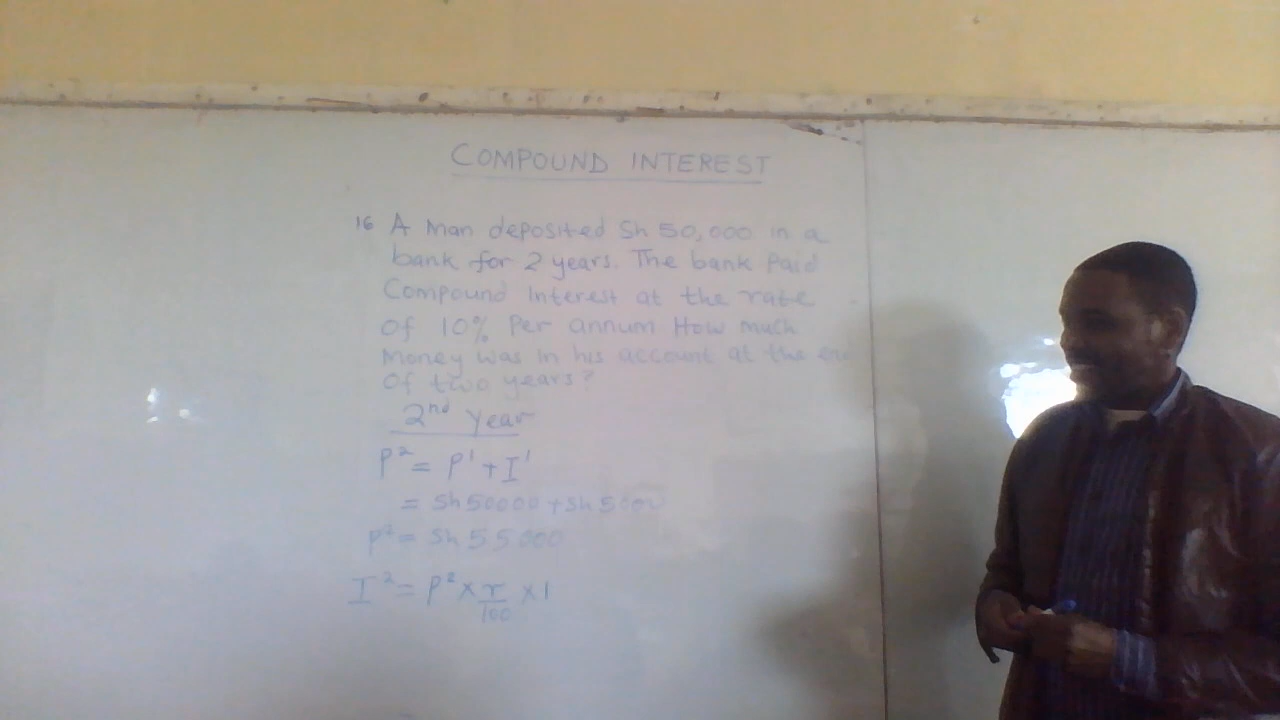 COMPOUND INTEREST
16 A Man deposited Sh 50,000 in a
bank for 2 years. The bank Paid
Compound Interest at the rate
Of 10% Per annum How much
Money was in his account at the en
Of two years?
2nd Year
P² = P¹ + I¹
= Sh 50000 + Sh 5000
P² = Sh 55000
I² = P² x r/100 x 1